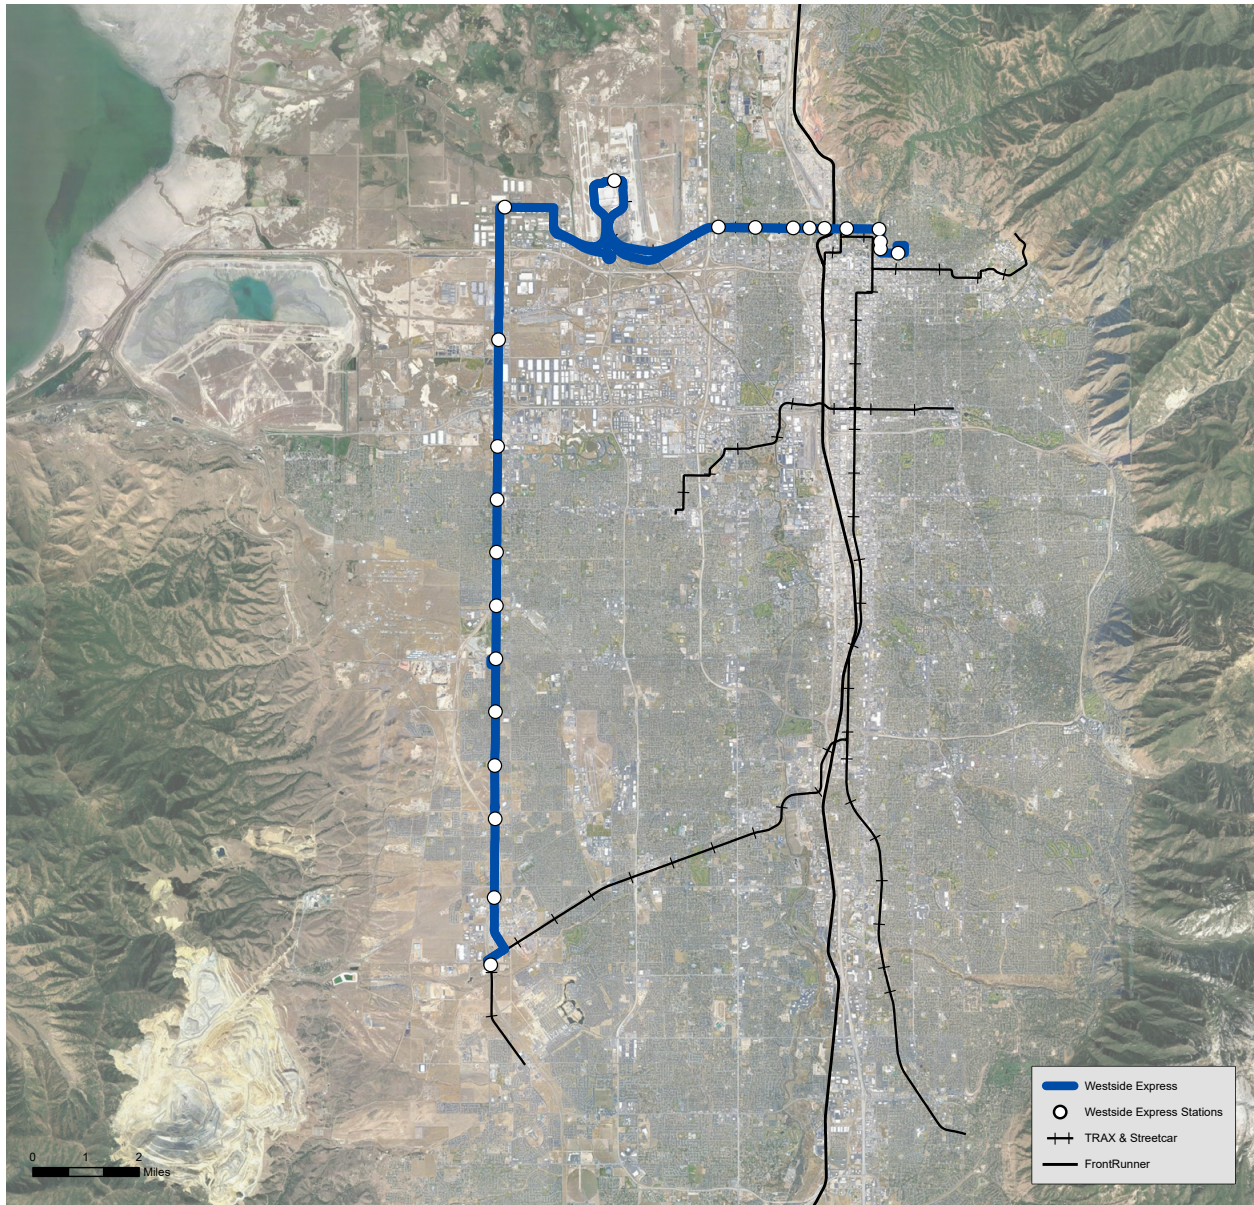 Westside Express
Westside Express Stations
TRAX & Streetcar
FrontRunner
0 1 2
Miles